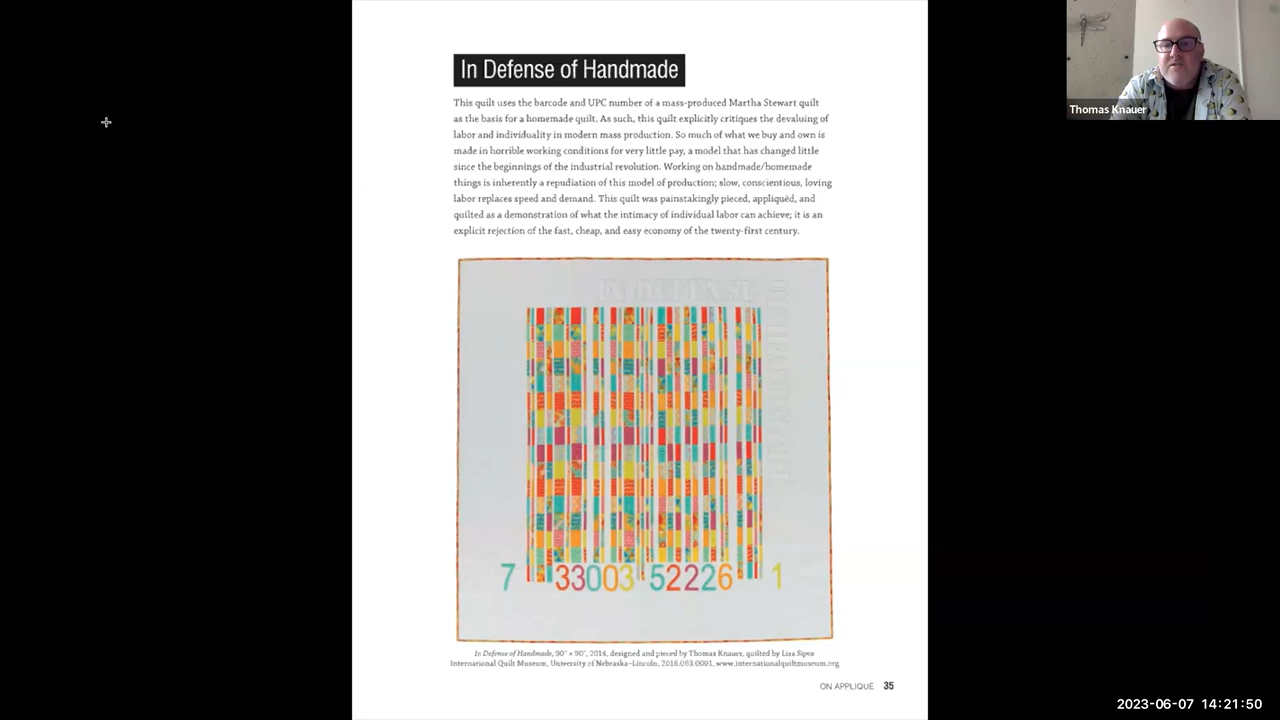 In Defense of Handmade
This quilt uses the barcode and UPC number of a mass-produced Martha Stewart quilt
as the basis for a homemade quilt. As such, this quilt explicitly critiques the devaluing of
labor and individuality in modern mass production. So much of what we buy and own is
made in horrible working conditions for very little pay, a model that has changed little
since the beginnings of the industrial revolution. Working on handmade/homemade
things is inherently a repudiation of this model of production; slow, conscientious, loving
labor replaces speed and demand. This quilt was painstakingly pieced, appliquéd, and
quilted as a demonstration of what the intimacy of individual labor can achieve; it is an
explicit rejection of the fast, cheap, and easy economy of the twenty-first century.
IN DEFENSE
7 33003 52226 1
In Defense of Handmade, 90" × 90", 2014, designed and pieced by Thomas Knauer, quilted by Lisa Sipes
International Quilt Museum, University of Nebraska–Lincoln, 2016.063.0001, www.internationalquiltmuseum.org
ON APPLIQUE 35
Thomas Knauer
2023-06-07 14:21:50